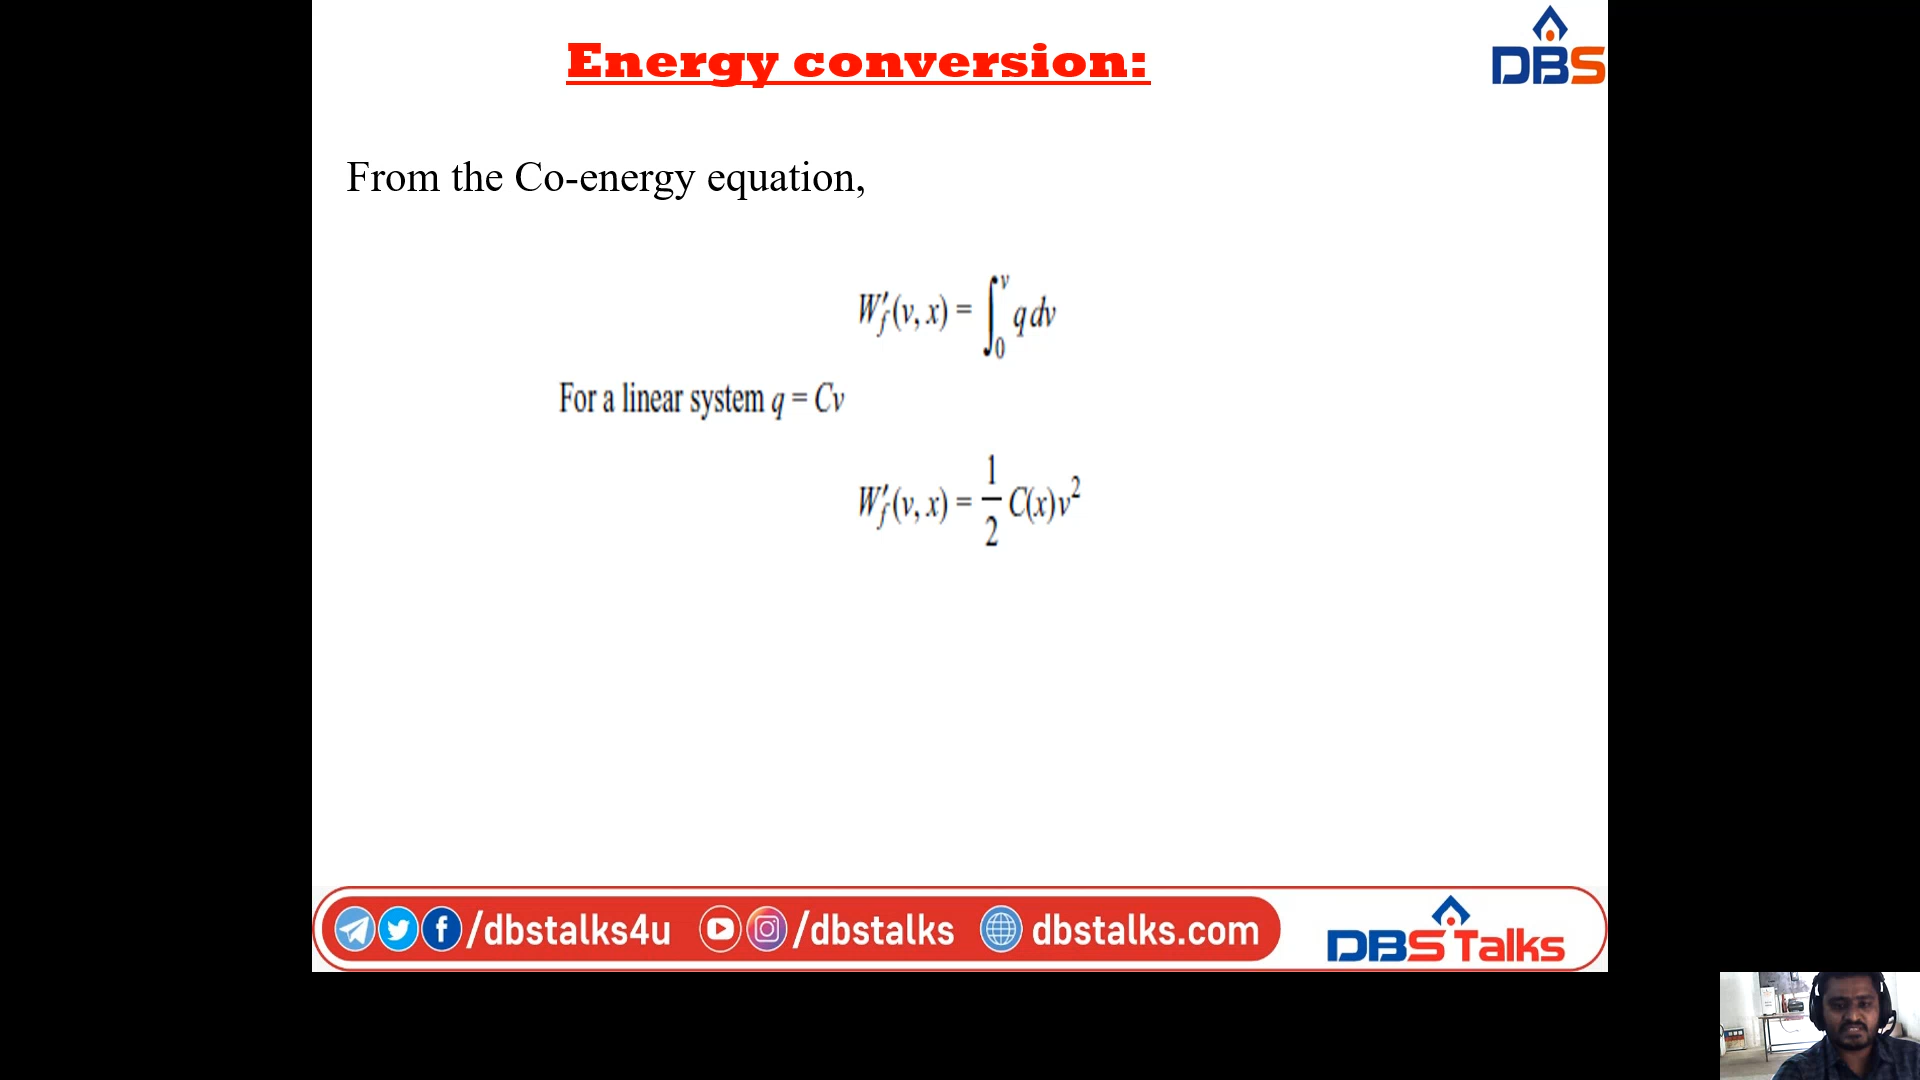 Energy conversion:
DBS
From the Co-energy equation,
W′f(v, x) = ∫₀ᵛ q dv
For a linear system q = Cv
W′f(v, x) = 1/2 C(x)v²
/dbstalks4u /dbstalks dbstalks.com
DBS Talks